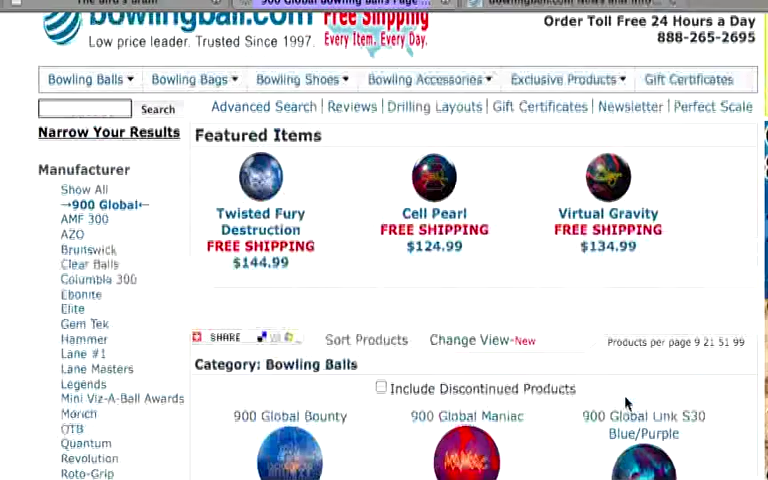 900 Global Bowling Balls Page ...
bowlingball.com
Free Shipping
Every Item, Every Day.
Low price leader. Trusted Since 1997.
Order Toll Free 24 Hours a Day
888-265-2695
Bowling Balls Bowling Bags Bowling Shoes Bowling Accessories Exclusive Products Gift Certificates
Search
Advanced Search | Reviews | Drilling Layouts | Gift Certificates | Newsletter | Perfect Scale
Narrow Your Results
Featured Items
Manufacturer
Show All
→900 Global←
AMF 300
AZO
Brunswick
Clear Balls
Columbia 300
Ebonite
Elite
Gem Tek
Hammer
Lane #1
Lane Masters
Legends
Mini Viz-A-Ball Awards
Morich
OTB
Quantum
Revolution
Roto-Grip
Twisted Fury
Destruction
FREE SHIPPING
$144.99
Cell Pearl
FREE SHIPPING
$124.99
Virtual Gravity
FREE SHIPPING
$134.99
SHARE
Sort Products
Change View-New
Products per page 9 21 51 99
Category: Bowling Balls
Include Discontinued Products
900 Global Bounty
900 Global Maniac
900 Global Link S30
Blue/Purple